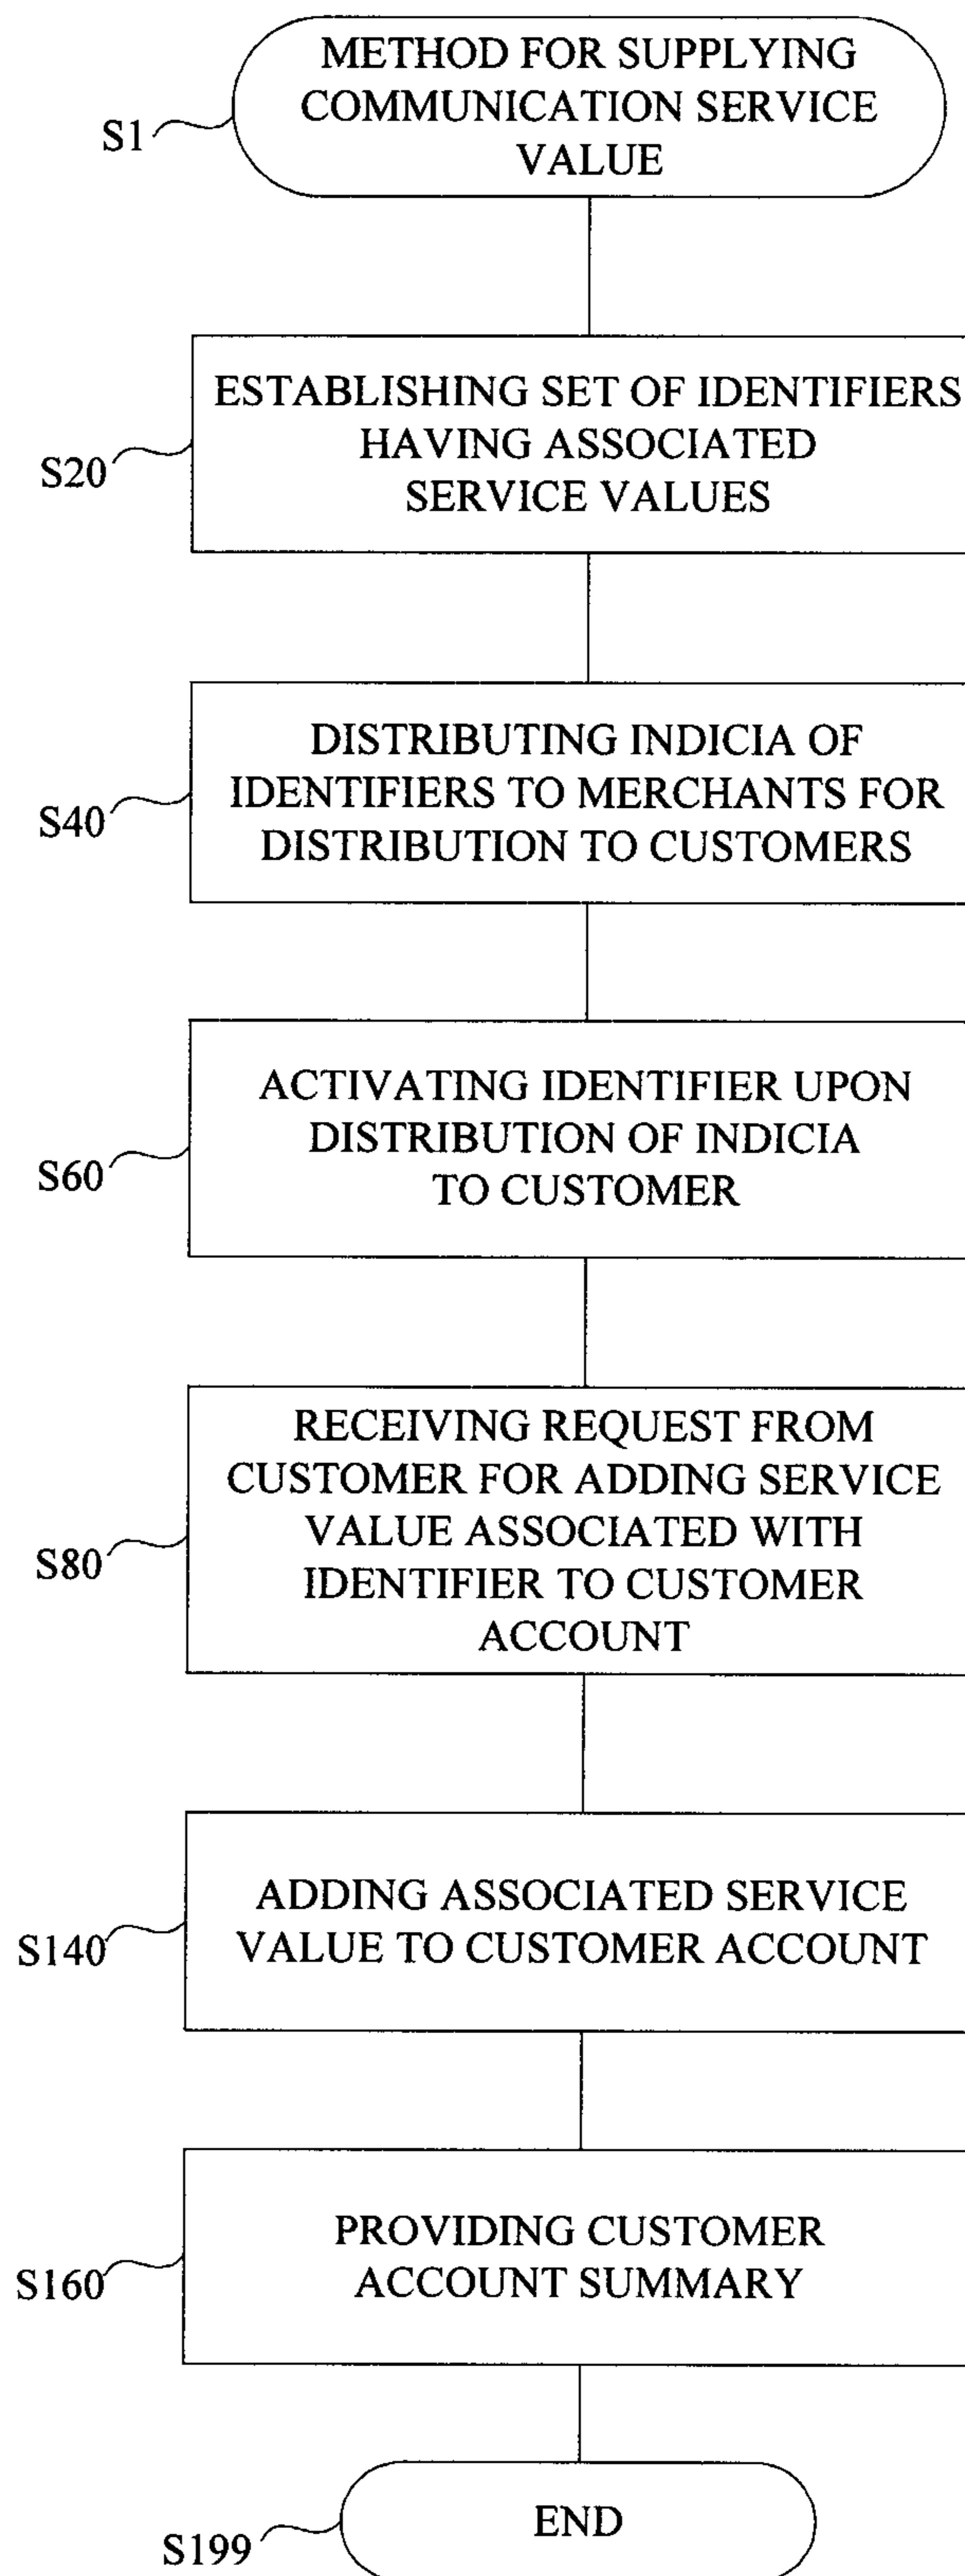 METHOD FOR SUPPLYING
COMMUNICATION SERVICE
VALUE
S1
ESTABLISHING SET OF IDENTIFIERS
HAVING ASSOCIATED
SERVICE VALUES
S20
DISTRIBUTING INDICIA OF
IDENTIFIERS TO MERCHANTS FOR
DISTRIBUTION TO CUSTOMERS
S40
ACTIVATING IDENTIFIER UPON
DISTRIBUTION OF INDICIA
TO CUSTOMER
S60
RECEIVING REQUEST FROM
CUSTOMER FOR ADDING SERVICE
VALUE ASSOCIATED WITH
IDENTIFIER TO CUSTOMER
ACCOUNT
S80
ADDING ASSOCIATED SERVICE
VALUE TO CUSTOMER ACCOUNT
S140
PROVIDING CUSTOMER
ACCOUNT SUMMARY
S160
END
S199